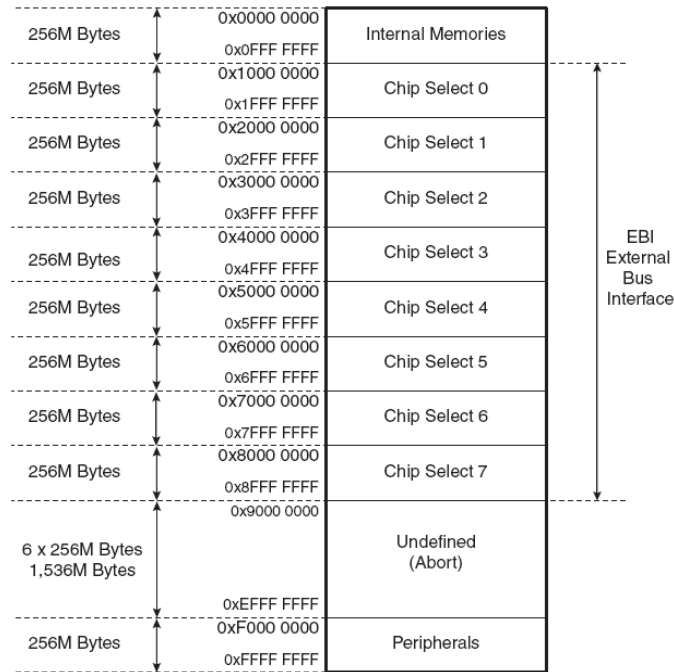 256M Bytes
0x0000 0000
0x0FFF FFFF
Internal Memories
256M Bytes
0x1000 0000
0x1FFF FFFF
Chip Select 0
256M Bytes
0x2000 0000
0x2FFF FFFF
Chip Select 1
256M Bytes
0x3000 0000
0x3FFF FFFF
Chip Select 2
256M Bytes
0x4000 0000
0x4FFF FFFF
Chip Select 3
256M Bytes
0x5000 0000
0x5FFF FFFF
Chip Select 4
256M Bytes
0x6000 0000
0x6FFF FFFF
Chip Select 5
256M Bytes
0x7000 0000
0x7FFF FFFF
Chip Select 6
256M Bytes
0x8000 0000
0x8FFF FFFF
Chip Select 7
EBI
External
Bus
Interface
6 x 256M Bytes
1,536M Bytes
0x9000 0000
0xEFFF FFFF
Undefined
(Abort)
256M Bytes
0xF000 0000
0xFFFF FFFF
Peripherals